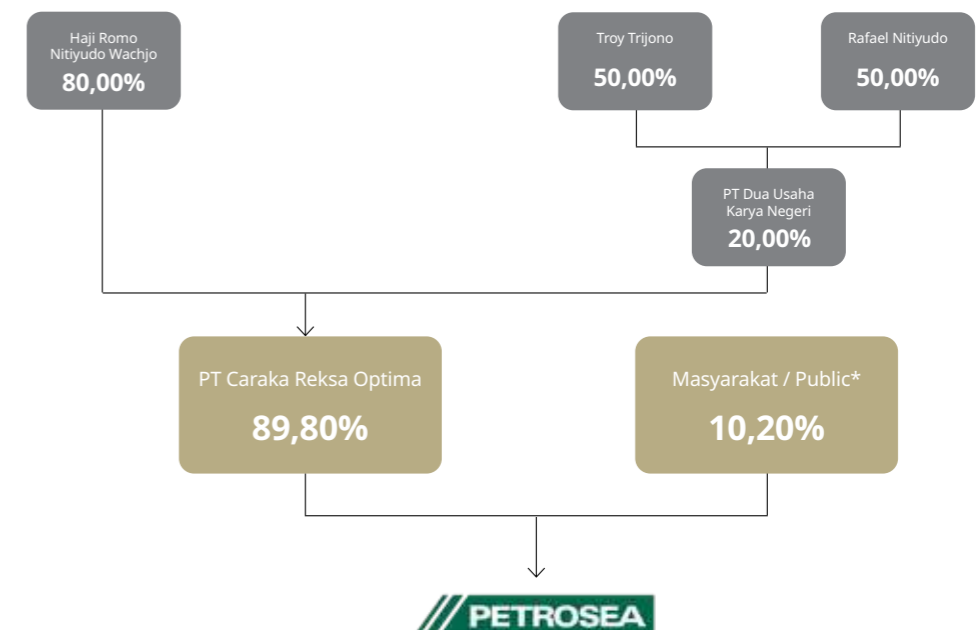 Haji Romo
Nitiyudo Wachjo
80,00%
Troy Trijono
50,00%
Rafael Nitiyudo
50,00%
PT Dua Usaha
Karya Negeri
20,00%
PT Caraka Reksa Optima
89,80%
Masyarakat / Public*
10,20%
PETROSEA